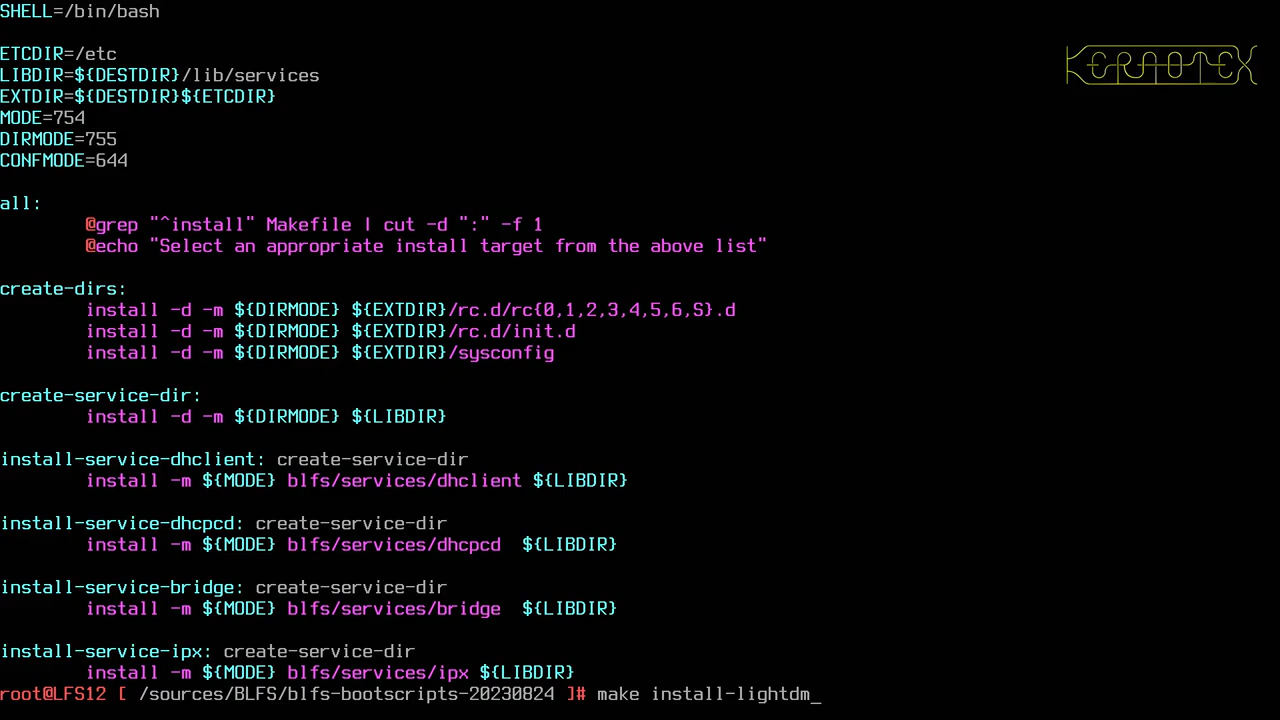 SHELL=/bin/bash
ETCDIR=/etc
LIBDIR=${DESTDIR}/lib/services
EXTDIR=${DESTDIR}${ETCDIR}
MODE=754
DIRMODE=755
CONFMODE=644
KERNOTEX
all:
@grep "^install" Makefile | cut -d ":" -f 1
@echo "Select an appropriate install target from the above list"
create-dirs:
install -d -m ${DIRMODE} ${EXTDIR}/rc.d/rc{0,1,2,3,4,5,6,S}.d
install -d -m ${DIRMODE} ${EXTDIR}/rc.d/init.d
install -d -m ${DIRMODE} ${EXTDIR}/sysconfig
create-service-dir:
install -d -m ${DIRMODE} ${LIBDIR}
install-service-dhclient: create-service-dir
install -m ${MODE} blfs/services/dhclient ${LIBDIR}
install-service-dhcpcd: create-service-dir
install -m ${MODE} blfs/services/dhcpcd  ${LIBDIR}
install-service-bridge: create-service-dir
install -m ${MODE} blfs/services/bridge  ${LIBDIR}
install-service-ipx: create-service-dir
install -m ${MODE} blfs/services/ipx ${LIBDIR}
root@LFS12 [ /sources/BLFS/blfs-bootscripts-20230824 ]# make install-lightdm_